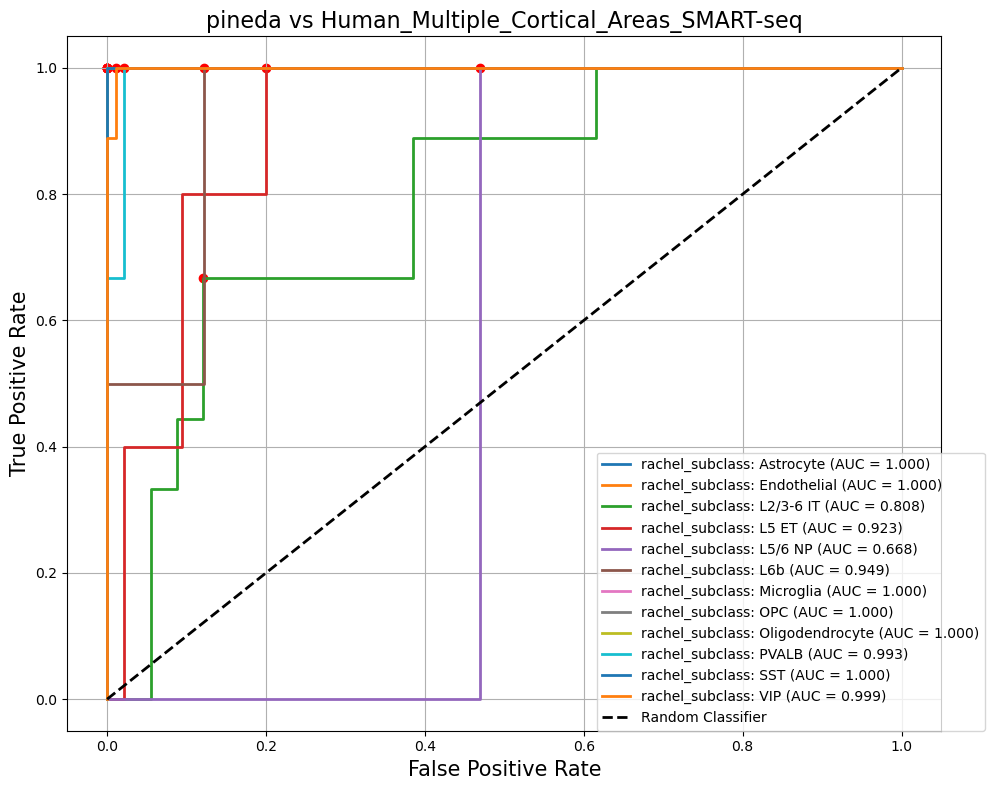 pineda vs Human_Multiple_Cortical_Areas_SMART-seq
1.0
0.8
0.6
0.4
0.2
0.0
True Positive Rate
rachel_subclass: Astrocyte (AUC = 1.000)
rachel_subclass: Endothelial (AUC = 1.000)
rachel_subclass: L2/3-6 IT (AUC = 0.808)
rachel_subclass: L5 ET (AUC = 0.923)
rachel_subclass: L5/6 NP (AUC = 0.668)
rachel_subclass: L6b (AUC = 0.949)
rachel_subclass: Microglia (AUC = 1.000)
rachel_subclass: OPC (AUC = 1.000)
rachel_subclass: Oligodendrocyte (AUC = 1.000)
rachel_subclass: PVALB (AUC = 0.993)
rachel_subclass: SST (AUC = 1.000)
rachel_subclass: VIP (AUC = 0.999)
Random Classifier
0.0 0.2 0.4 0.6 0.8 1.0
False Positive Rate